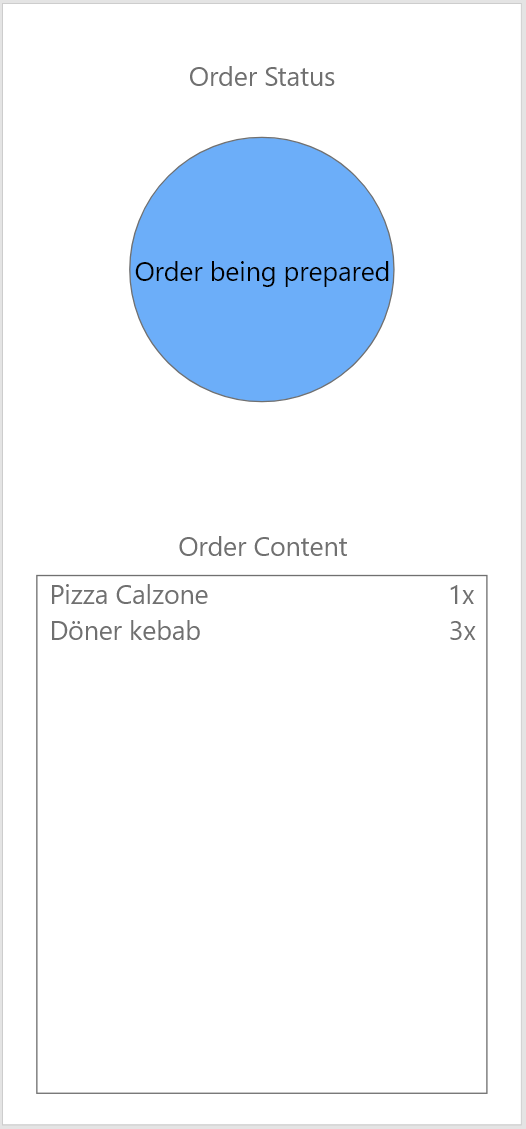 Order Status
Order being prepared
Order Content
Pizza Calzone 1x
Döner kebab 3x